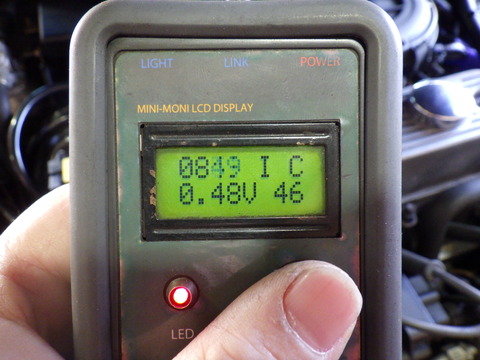 LIGHT LINK POWER
MINI-MONI LCD DISPLAY
0849 I C
0.48V 46
LED